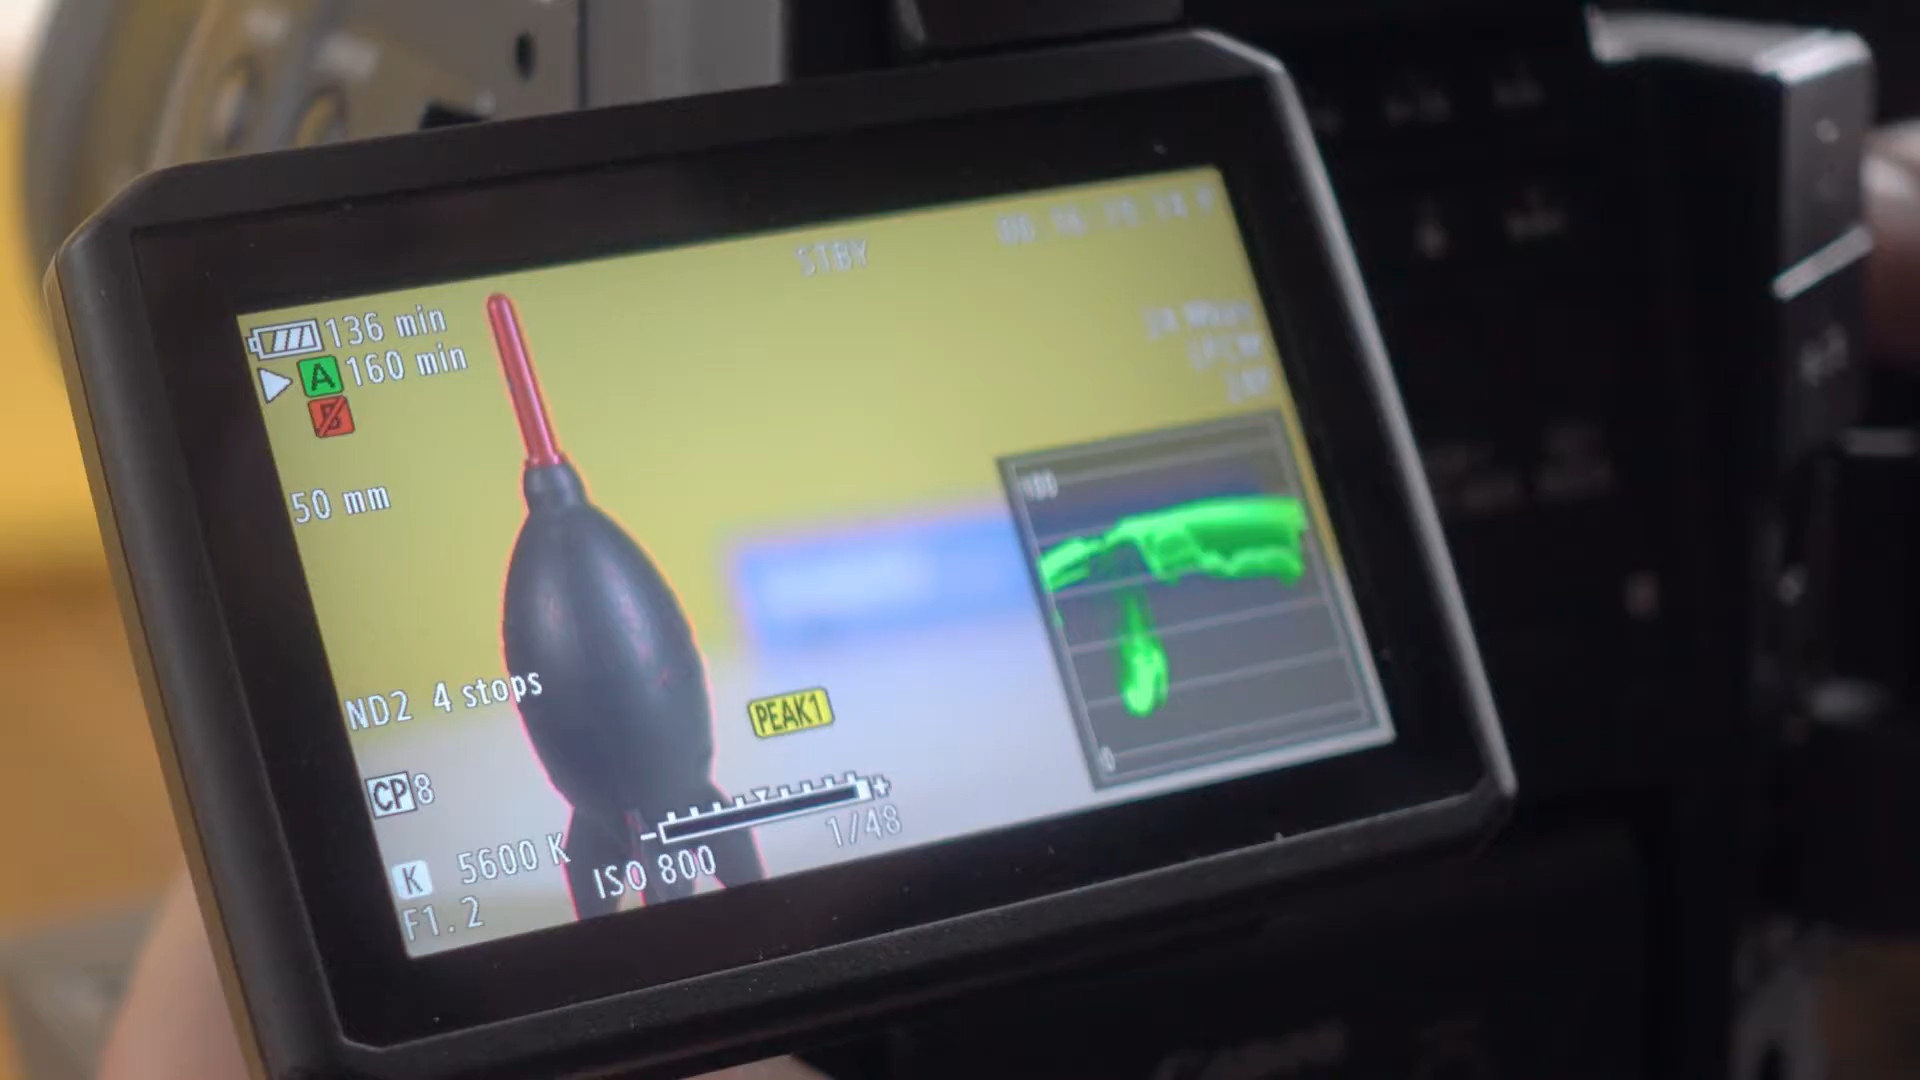 STBY
136 min
A 160 min
B
50 mm
100
ND2 4 stops
PEAK1
CP 8
0
- +
1/48
K 5600 K
ISO 800
F1.2